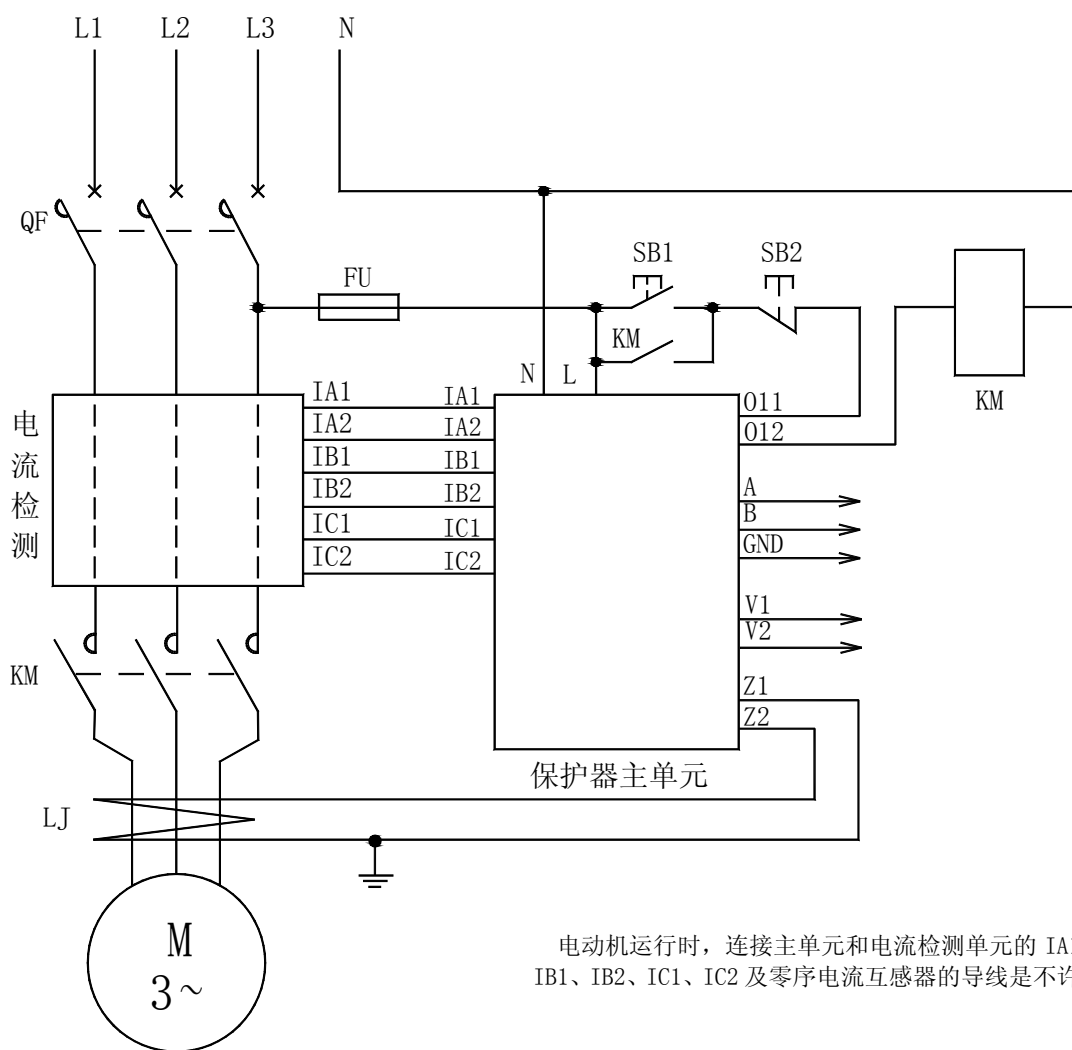 L1 L2 L3 N
QF
SB1 SB2
FU
KM
N L
KM
电流检测
IA1 IA1
IA2 IA2
IB1 IB1
IB2 IB2
IC1 IC1
IC2 IC2
O11
O12
A
B
GND
V1
V2
Z1
Z2
KM
保护器主单元
LJ
M
3~
电动机运行时，连接主单元和电流检测单元的 IA1
IB1、IB2、IC1、IC2 及零序电流互感器的导线是不许